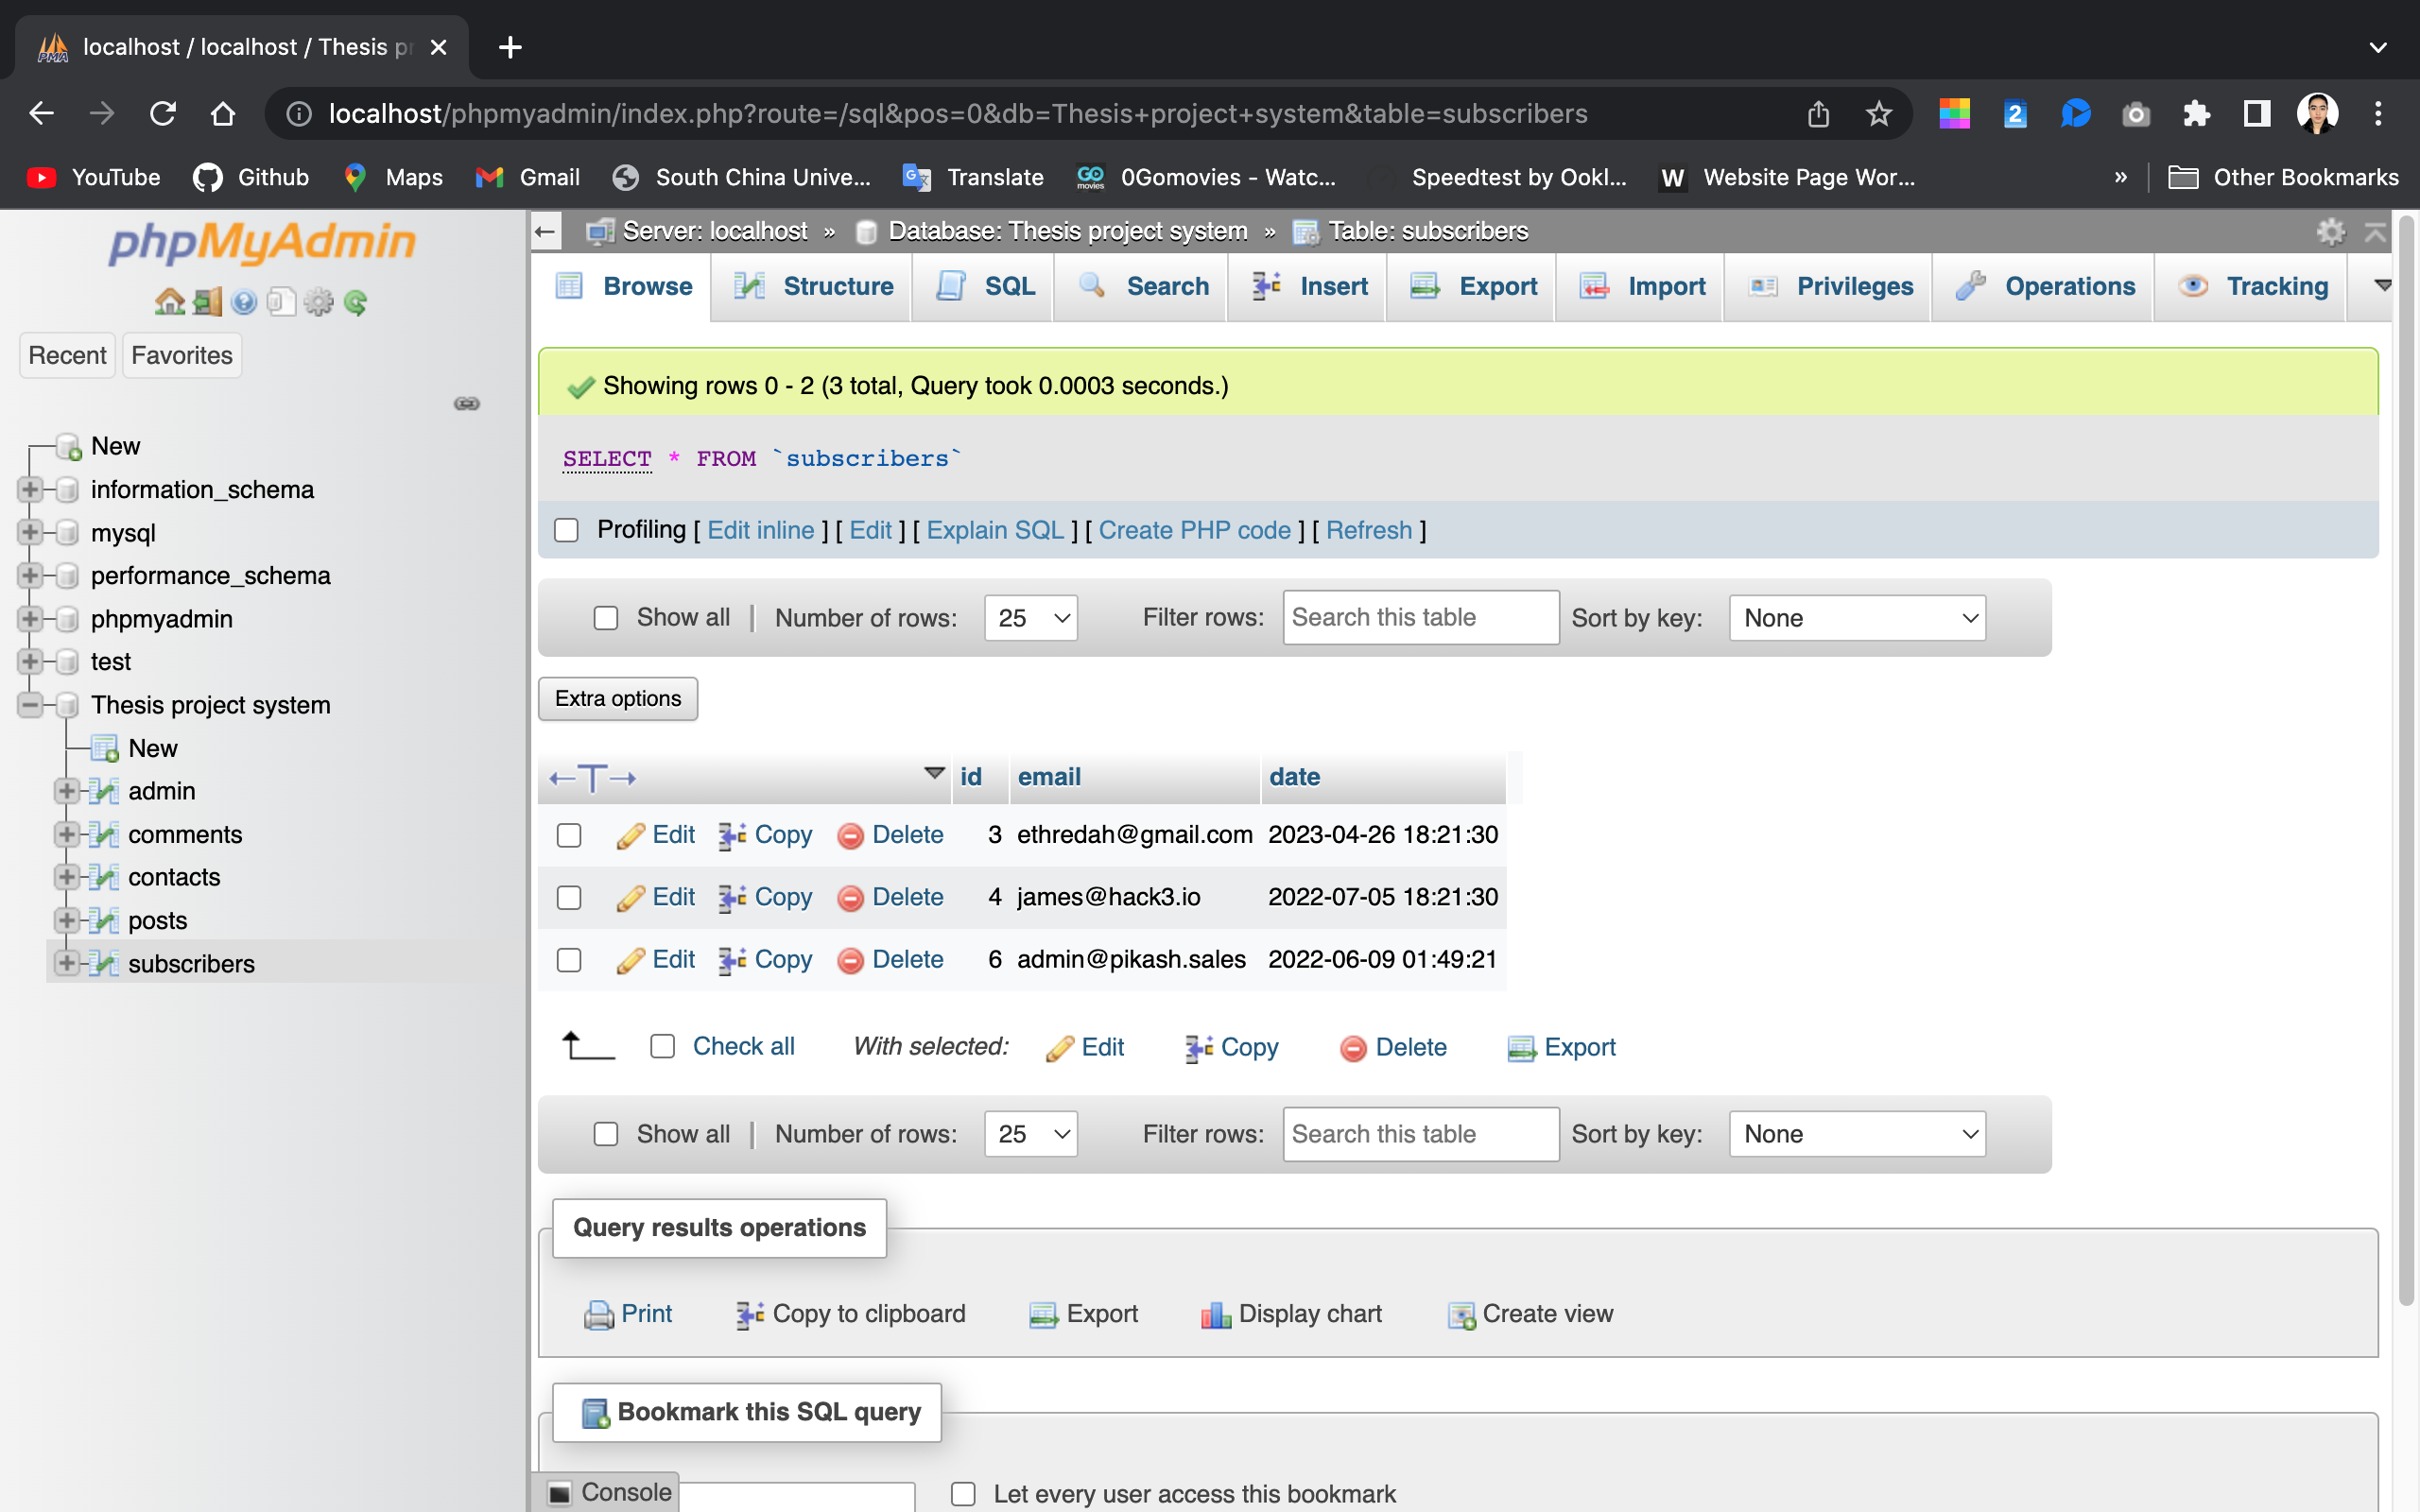 localhost / localhost / Thesis pr
localhost/phpmyadmin/index.php?route=/sql&pos=0&db=Thesis+project+system&table=subscribers
2
YouTube Github Maps Gmail South China Unive... Translate 0Gomovies - Watc... Speedtest by Ookl... W Website Page Wor... » Other Bookmarks
phpMyAdmin
Recent Favorites
New
information_schema
mysql
performance_schema
phpmyadmin
test
Thesis project system
New
admin
comments
contacts
posts
subscribers
Server: localhost » Database: Thesis project system » Table: subscribers
Browse Structure SQL Search Insert Export Import Privileges Operations Tracking
Showing rows 0 - 2 (3 total, Query took 0.0003 seconds.)
SELECT * FROM `subscribers`
Profiling [ Edit inline ] [ Edit ] [ Explain SQL ] [ Create PHP code ] [ Refresh ]
Show all | Number of rows: 25 Filter rows: Search this table Sort by key: None
Extra options
←T→ id email date
Edit Copy Delete 3 ethredah@gmail.com 2023-04-26 18:21:30
Edit Copy Delete 4 james@hack3.io 2022-07-05 18:21:30
Edit Copy Delete 6 admin@pikash.sales 2022-06-09 01:49:21
Check all With selected: Edit Copy Delete Export
Show all | Number of rows: 25 Filter rows: Search this table Sort by key: None
Query results operations
Print Copy to clipboard Export Display chart Create view
Bookmark this SQL query
Console Let every user access this bookmark